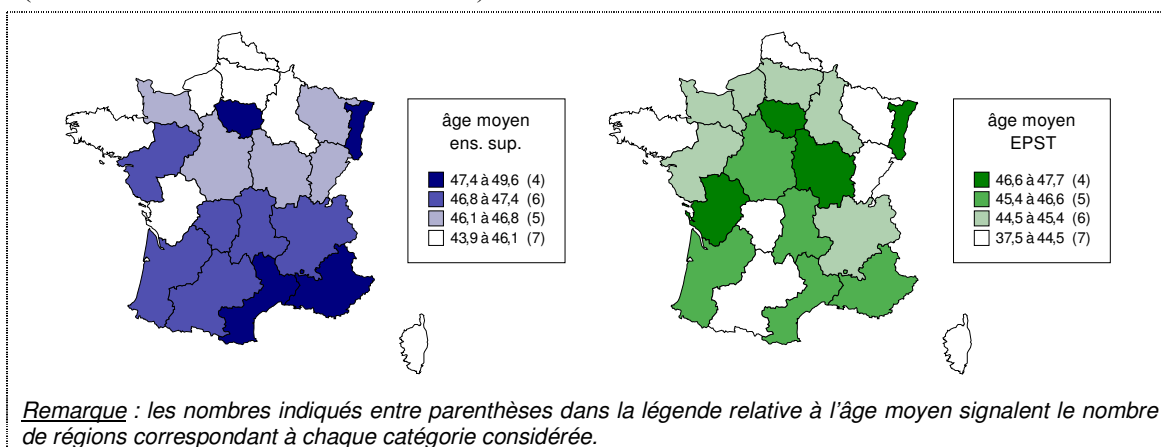 âge moyen
ens. sup.
47,4 à 49,6 (4)
46,8 à 47,4 (6)
46,1 à 46,8 (5)
43,9 à 46,1 (7)
âge moyen
EPST
46,6 à 47,7 (4)
45,4 à 46,6 (5)
44,5 à 45,4 (6)
37,5 à 44,5 (7)
Remarque : les nombres indiqués entre parenthèses dans la légende relative à l'âge moyen signalent le nombre
de régions correspondant à chaque catégorie considérée.